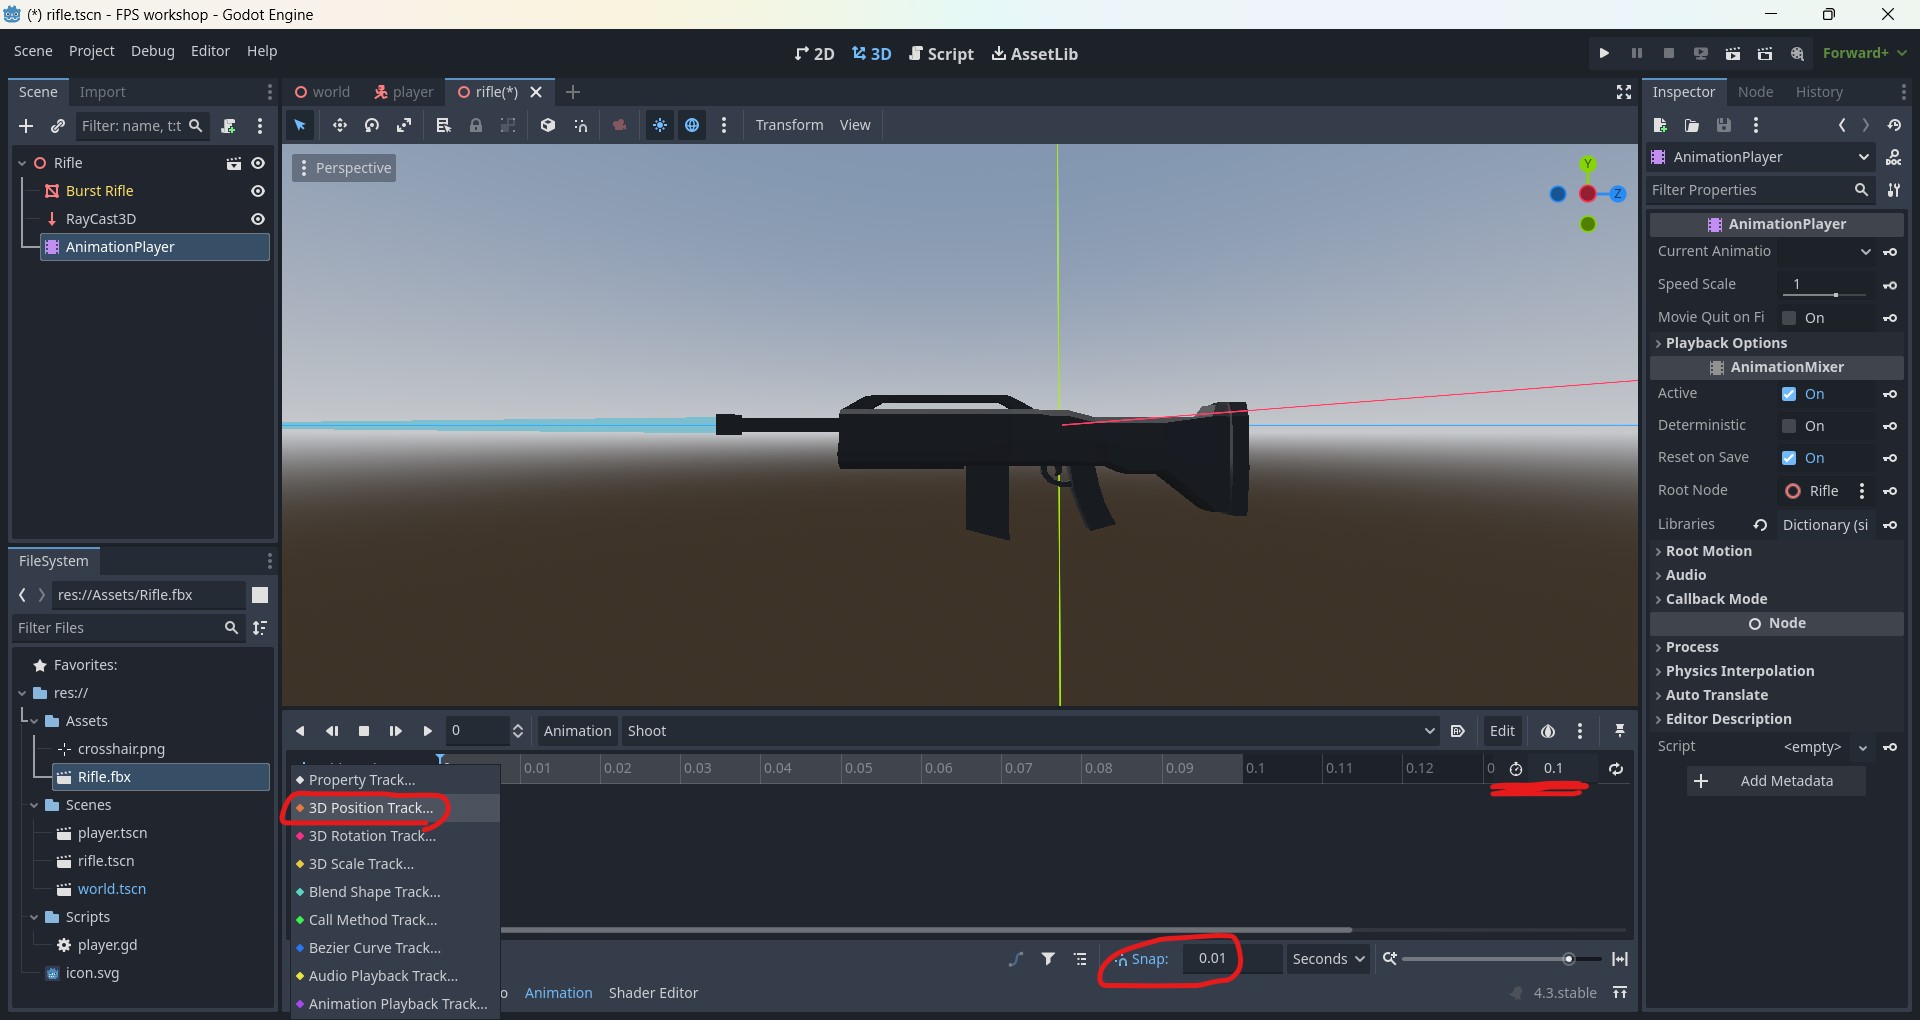 (*) rifle.tscn - FPS workshop - Godot Engine
Scene Project Debug Editor Help
2D 3D Script AssetLib
Forward+
Scene Import
world player rifle(*)
Inspector Node History
Filter: name, t:t
Transform View
Rifle
Burst Rifle
RayCast3D
AnimationPlayer
Perspective
Y
Z
AnimationPlayer
Filter Properties
AnimationPlayer
Current Animatio
Speed Scale 1
Movie Quit on Fi On
Playback Options
AnimationMixer
Active On
Deterministic On
Reset on Save On
Root Node Rifle
Libraries Dictionary (si
Root Motion
Audio
Callback Mode
Node
Process
Physics Interpolation
Auto Translate
Editor Description
Script <empty>
Add Metadata
FileSystem
res://Assets/Rifle.fbx
Filter Files
Favorites:
res://
Assets
crosshair.png
Rifle.fbx
Scenes
player.tscn
rifle.tscn
world.tscn
Scripts
player.gd
icon.svg
0 Animation Shoot Edit
0.01 0.02 0.03 0.04 0.05 0.06 0.07 0.08 0.09 0.1 0.11 0.12 0 0.1
Property Track...
3D Position Track...
3D Rotation Track...
3D Scale Track...
Blend Shape Track...
Call Method Track...
Bezier Curve Track...
Audio Playback Track...
Animation Playback Track...
Snap: 0.01 Seconds
o Animation Shader Editor
4.3.stable